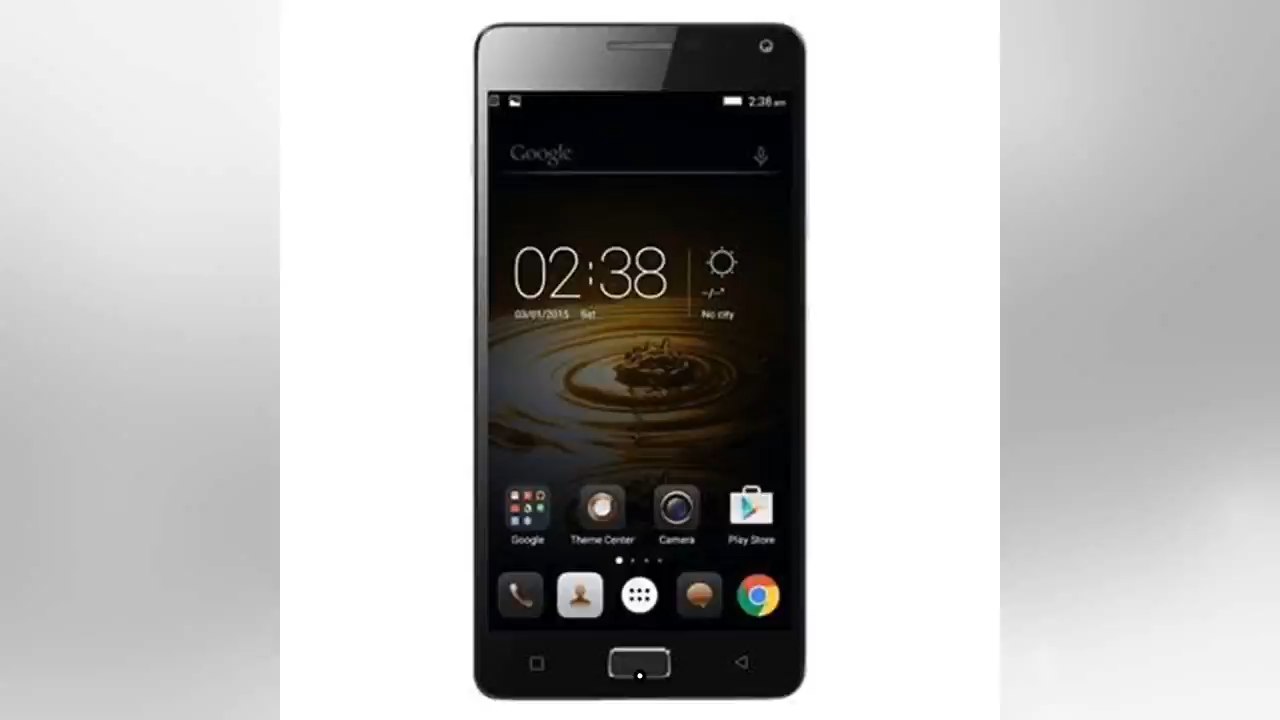 2:38 am
Google
02:38
03/01/2015 Sat
--/--°
No city
Google Theme Center Camera Play Store